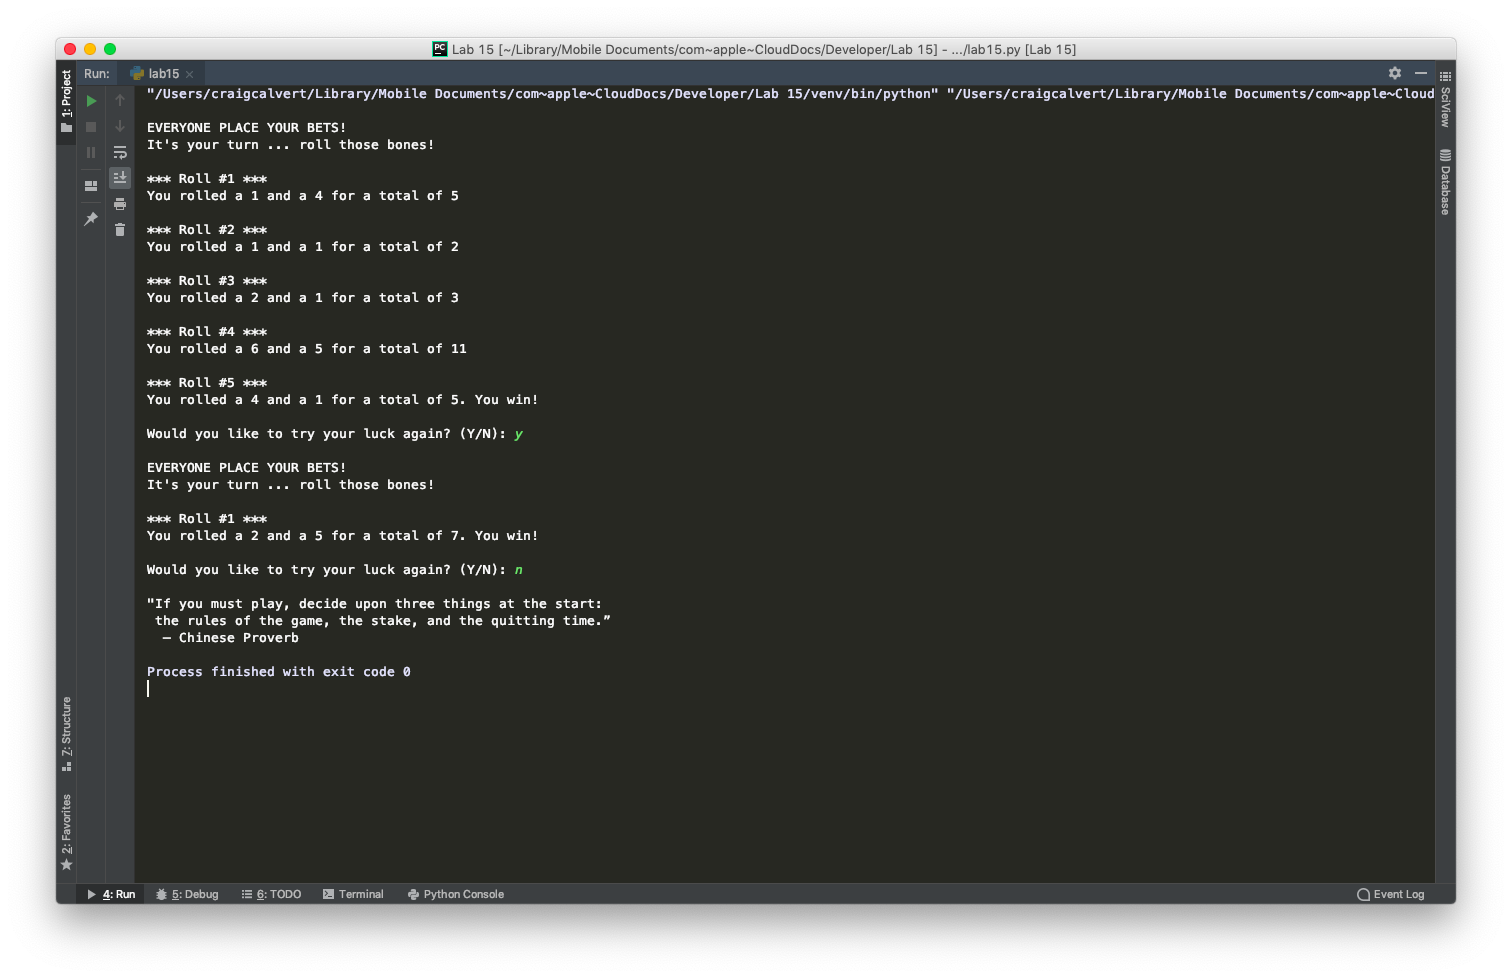 Lab 15 [~/Library/Mobile Documents/com~apple~CloudDocs/Developer/Lab 15] - .../lab15.py [Lab 15]
Run: lab15
1: Project
"/Users/craigcalvert/Library/Mobile Documents/com~apple~CloudDocs/Developer/Lab 15/venv/bin/python" "/Users/craigcalvert/Library/Mobile Documents/com~apple~Cloud
EVERYONE PLACE YOUR BETS!
It's your turn ... roll those bones!
*** Roll #1 ***
You rolled a 1 and a 4 for a total of 5
*** Roll #2 ***
You rolled a 1 and a 1 for a total of 2
*** Roll #3 ***
You rolled a 2 and a 1 for a total of 3
*** Roll #4 ***
You rolled a 6 and a 5 for a total of 11
*** Roll #5 ***
You rolled a 4 and a 1 for a total of 5. You win!
Would you like to try your luck again? (Y/N): y
EVERYONE PLACE YOUR BETS!
It's your turn ... roll those bones!
*** Roll #1 ***
You rolled a 2 and a 5 for a total of 7. You win!
Would you like to try your luck again? (Y/N): n
"If you must play, decide upon three things at the start:
the rules of the game, the stake, and the quitting time.”
— Chinese Proverb
Process finished with exit code 0
SciView
Database
7: Structure
2: Favorites
4: Run 5: Debug 6: TODO Terminal Python Console Event Log